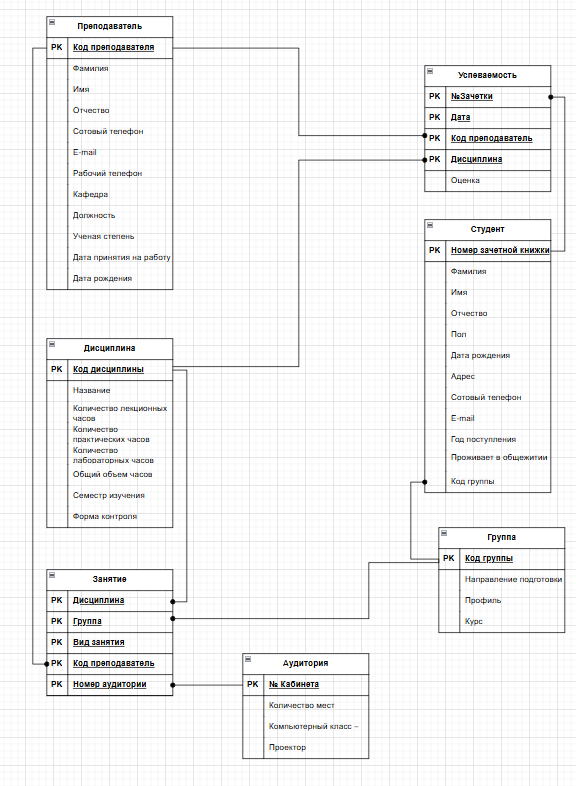 Преподаватель
PK Код преподавателя
Фамилия
Имя
Отчество
Сотовый телефон
E-mail
Рабочий телефон
Кафедра
Должность
Ученая степень
Дата принятия на работу
Дата рождения
Успеваемость
PK №Зачетки
PK Дата
PK Код преподаватель
PK Дисциплина
Оценка
Студент
PK Номер зачетной книжки
Фамилия
Имя
Отчество
Пол
Дата рождения
Адрес
Сотовый телефон
E-mail
Год поступления
Проживает в общежитии
Код группы
Дисциплина
PK Код дисциплины
Название
Количество лекционных
часов
Количество
практических часов
Количество
лабораторных часов
Общий объем часов
Семестр изучения
Форма контроля
Группа
PK Код группы
Направление подготовки
Профиль
Курс
Занятие
PK Дисциплина
PK Группа
PK Вид занятия
PK Код преподаватель
PK Номер аудитории
Аудитория
PK № Кабинета
Количество мест
Компьютерный класс –
Проектор